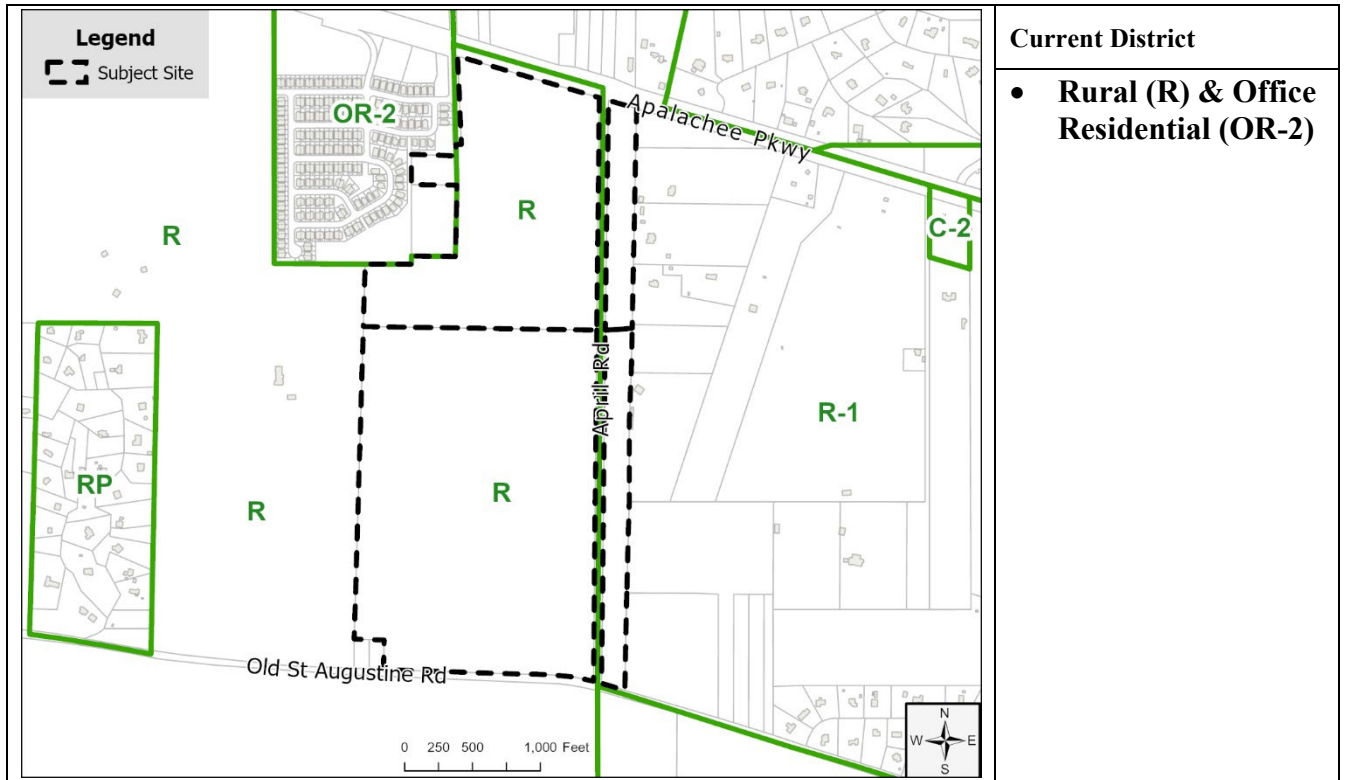 Legend
Subject Site
Current District
• Rural (R) & Office
Residential (OR-2)
OR-2
Apalachee Pkwy
R
R
C-2
April Rd
R-1
RP
R
R
Old St Augustine Rd
0 250 500 1,000 Feet
N
W E
S